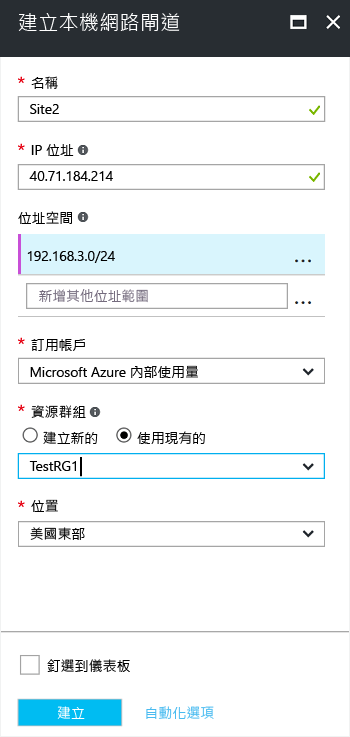 建立本機網路閘道
* 名稱
Site2
* IP 位址
40.71.184.214
位址空間
192.168.3.0/24
...
新增其他位址範圍
...
* 訂用帳戶
Microsoft Azure 內部使用量
* 資源群組
建立新的 使用現有的
TestRG1
* 位置
美國東部
釘選到儀表板
建立 自動化選項